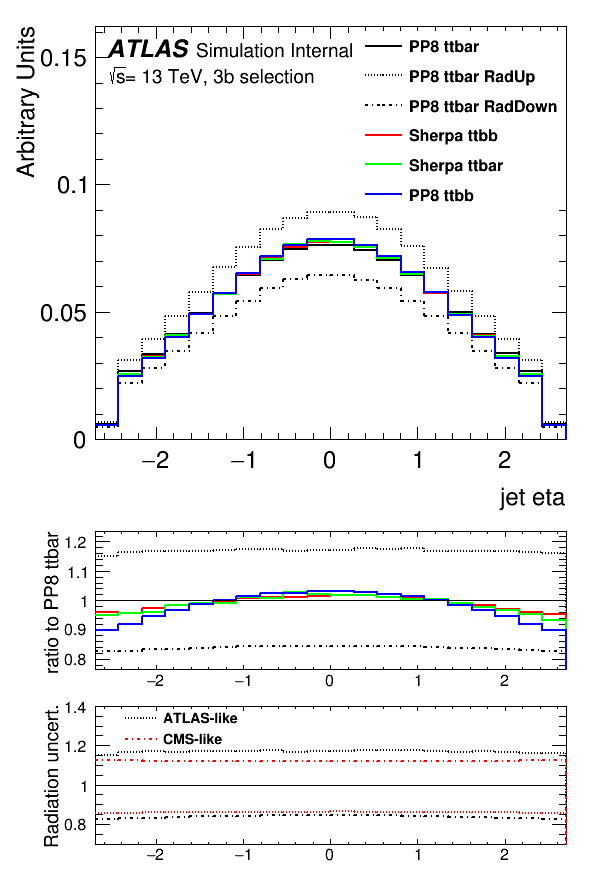 Arbitrary Units
ATLAS Simulation Internal
√s= 13 TeV, 3b selection
PP8 ttbar
PP8 ttbar RadUp
PP8 ttbar RadDown
Sherpa ttbb
Sherpa ttbar
PP8 ttbb
0.15
0.1
0.05
0
−2 −1 0 1 2
jet eta
ratio to PP8 ttbar
1.2
1.1
1
0.9
0.8
−2 −1 0 1 2
Radiation uncert.
ATLAS-like
CMS-like
1.4
1.2
1
0.8
−2 −1 0 1 2